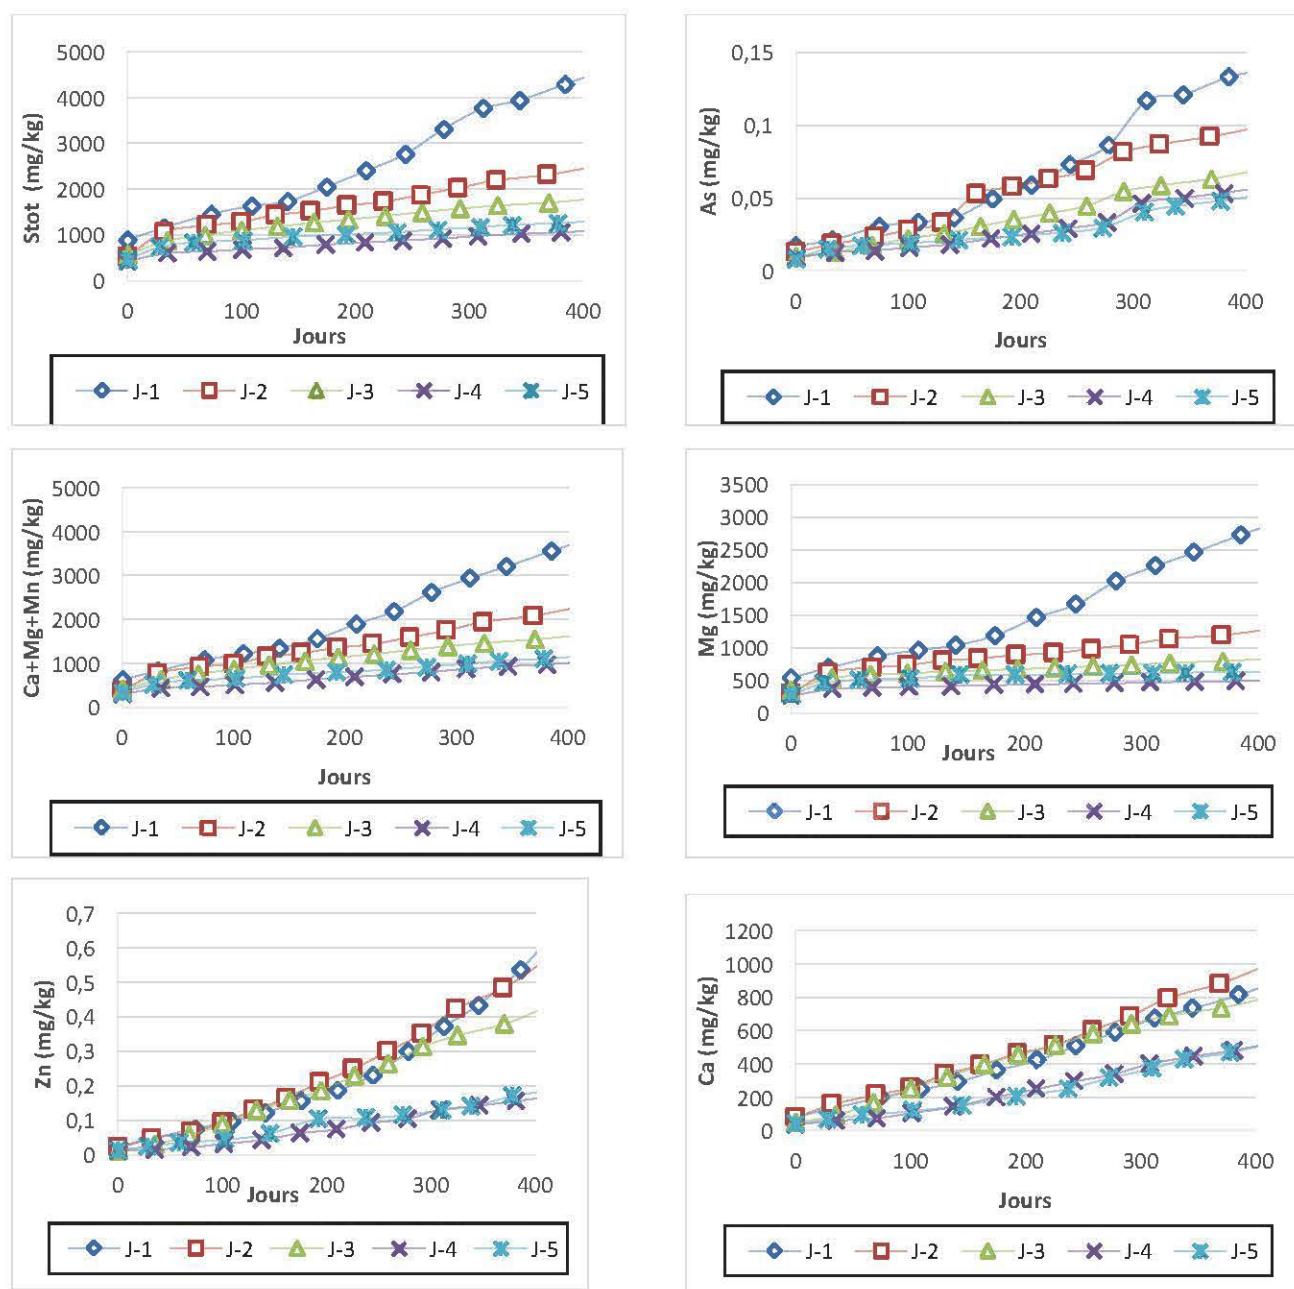 Stot (mg/kg)
5000
4000
3000
2000
1000
0
0 100 200 300 400
Jours
J-1 J-2 J-3 J-4 J-5
As (mg/kg)
0,15
0,1
0,05
0
0 100 200 300 400
Jours
J-1 J-2 J-3 J-4 J-5
Ca+Mg+Mn (mg/kg)
5000
4000
3000
2000
1000
0
0 100 200 300 400
Jours
J-1 J-2 J-3 J-4 J-5
Mg (mg/kg)
3500
3000
2500
2000
1500
1000
500
0
0 100 200 300 400
Jours
J-1 J-2 J-3 J-4 J-5
Zn (mg/kg)
0,7
0,6
0,5
0,4
0,3
0,2
0,1
0
0 100 200 300 400
Jours
J-1 J-2 J-3 J-4 J-5
Ca (mg/kg)
1200
1000
800
600
400
200
0
0 100 200 300 400
Jours
J-1 J-2 J-3 J-4 J-5